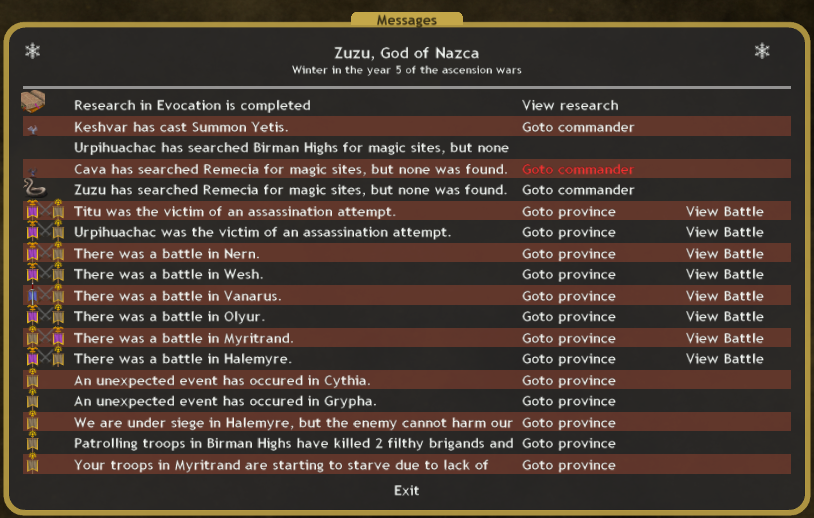 Messages
Zuzu, God of Nazca
Winter in the year 5 of the ascension wars
Research in Evocation is completed View research
Keshvar has cast Summon Yetis. Goto commander
Urpihuachac has searched Birman Highs for magic sites, but none
Cava has searched Remecia for magic sites, but none was found. Goto commander
Zuzu has searched Remecia for magic sites, but none was found. Goto commander
Titu was the victim of an assassination attempt. Goto province View Battle
Urpihuachac was the victim of an assassination attempt. Goto province View Battle
There was a battle in Nern. Goto province View Battle
There was a battle in Wesh. Goto province View Battle
There was a battle in Vanarus. Goto province View Battle
There was a battle in Olyur. Goto province View Battle
There was a battle in Myritrand. Goto province View Battle
There was a battle in Halemyre. Goto province View Battle
An unexpected event has occured in Cythia. Goto province
An unexpected event has occured in Grypha. Goto province
We are under siege in Halemyre, but the enemy cannot harm our Goto province
Patrolling troops in Birman Highs have killed 2 filthy brigands and Goto province
Your troops in Myritrand are starting to starve due to lack of Goto province
Exit